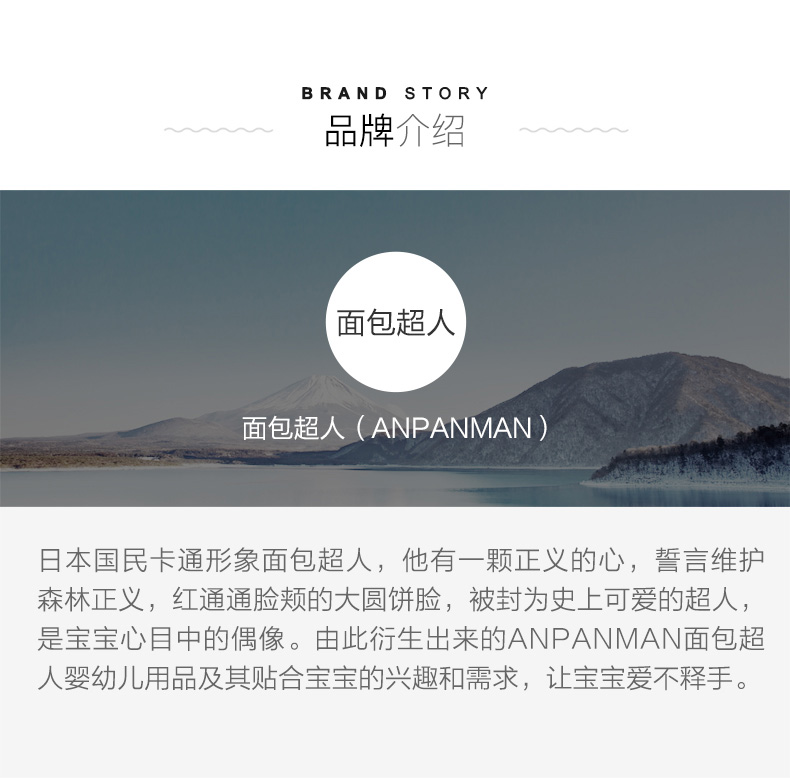 BRAND STORY
品牌介绍
面包超人
面包超人（ANPANMAN）
日本国民卡通形象面包超人，他有一颗正义的心，誓言维护
森林正义，红通通脸颊的大圆饼脸，被封为史上可爱的超人，
是宝宝心目中的偶像。由此衍生出来的ANPANMAN面包超
人婴幼儿用品及其贴合宝宝的兴趣和需求，让宝宝爱不释手。